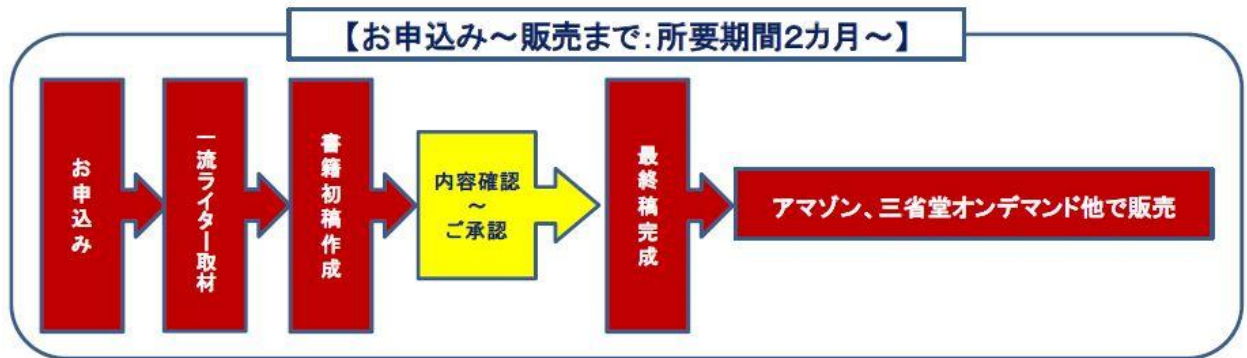 【お申込み～販売まで：所要期間2カ月～】
お申込み
一流ライター取材
書籍初稿作成
内容確認
～
ご承認
最終稿完成
アマゾン、三省堂オンデマンド他で販売